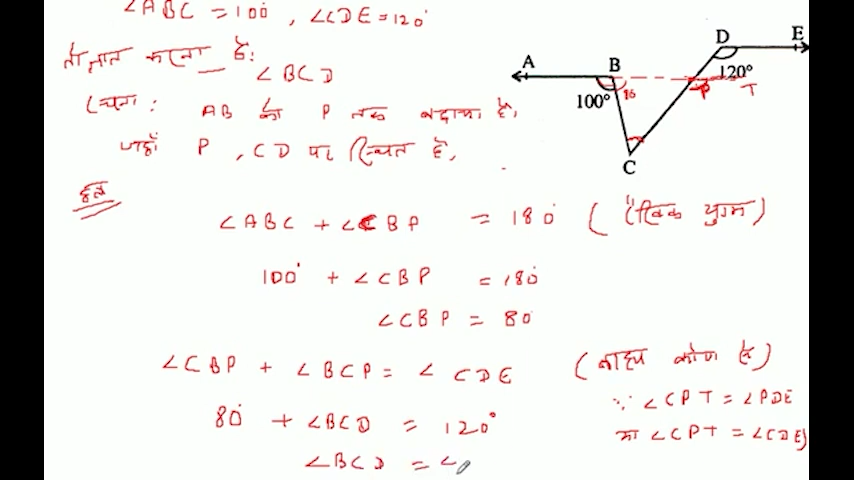 ∠ABC = 100°, ∠CDE = 120°
तो ज्ञात करना है:
∠BCD
रचना : AB को P तक बढ़ाया है,
जहाँ P, CD पर स्थित है,
हल
∠ABC + ∠CBP = 180° (रैखिक युग्म)
100° + ∠CBP = 180°
∠CBP = 80
∠CBP + ∠BCP = ∠CDE (बाह्य कोण है)
∵ ∠CPT = ∠PDE
80° + ∠BCD = 120°
या ∠CPT = ∠CDE)
∠BCD =
A B D E
100° 120° P T
C